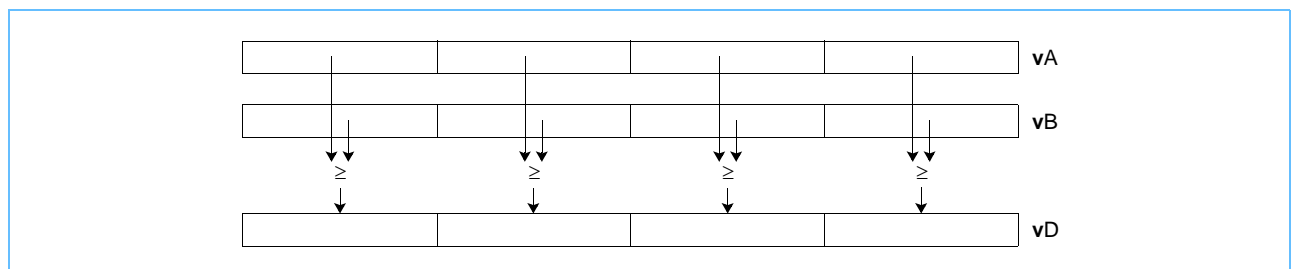 vA
vB
≥ ≥ ≥ ≥
vD